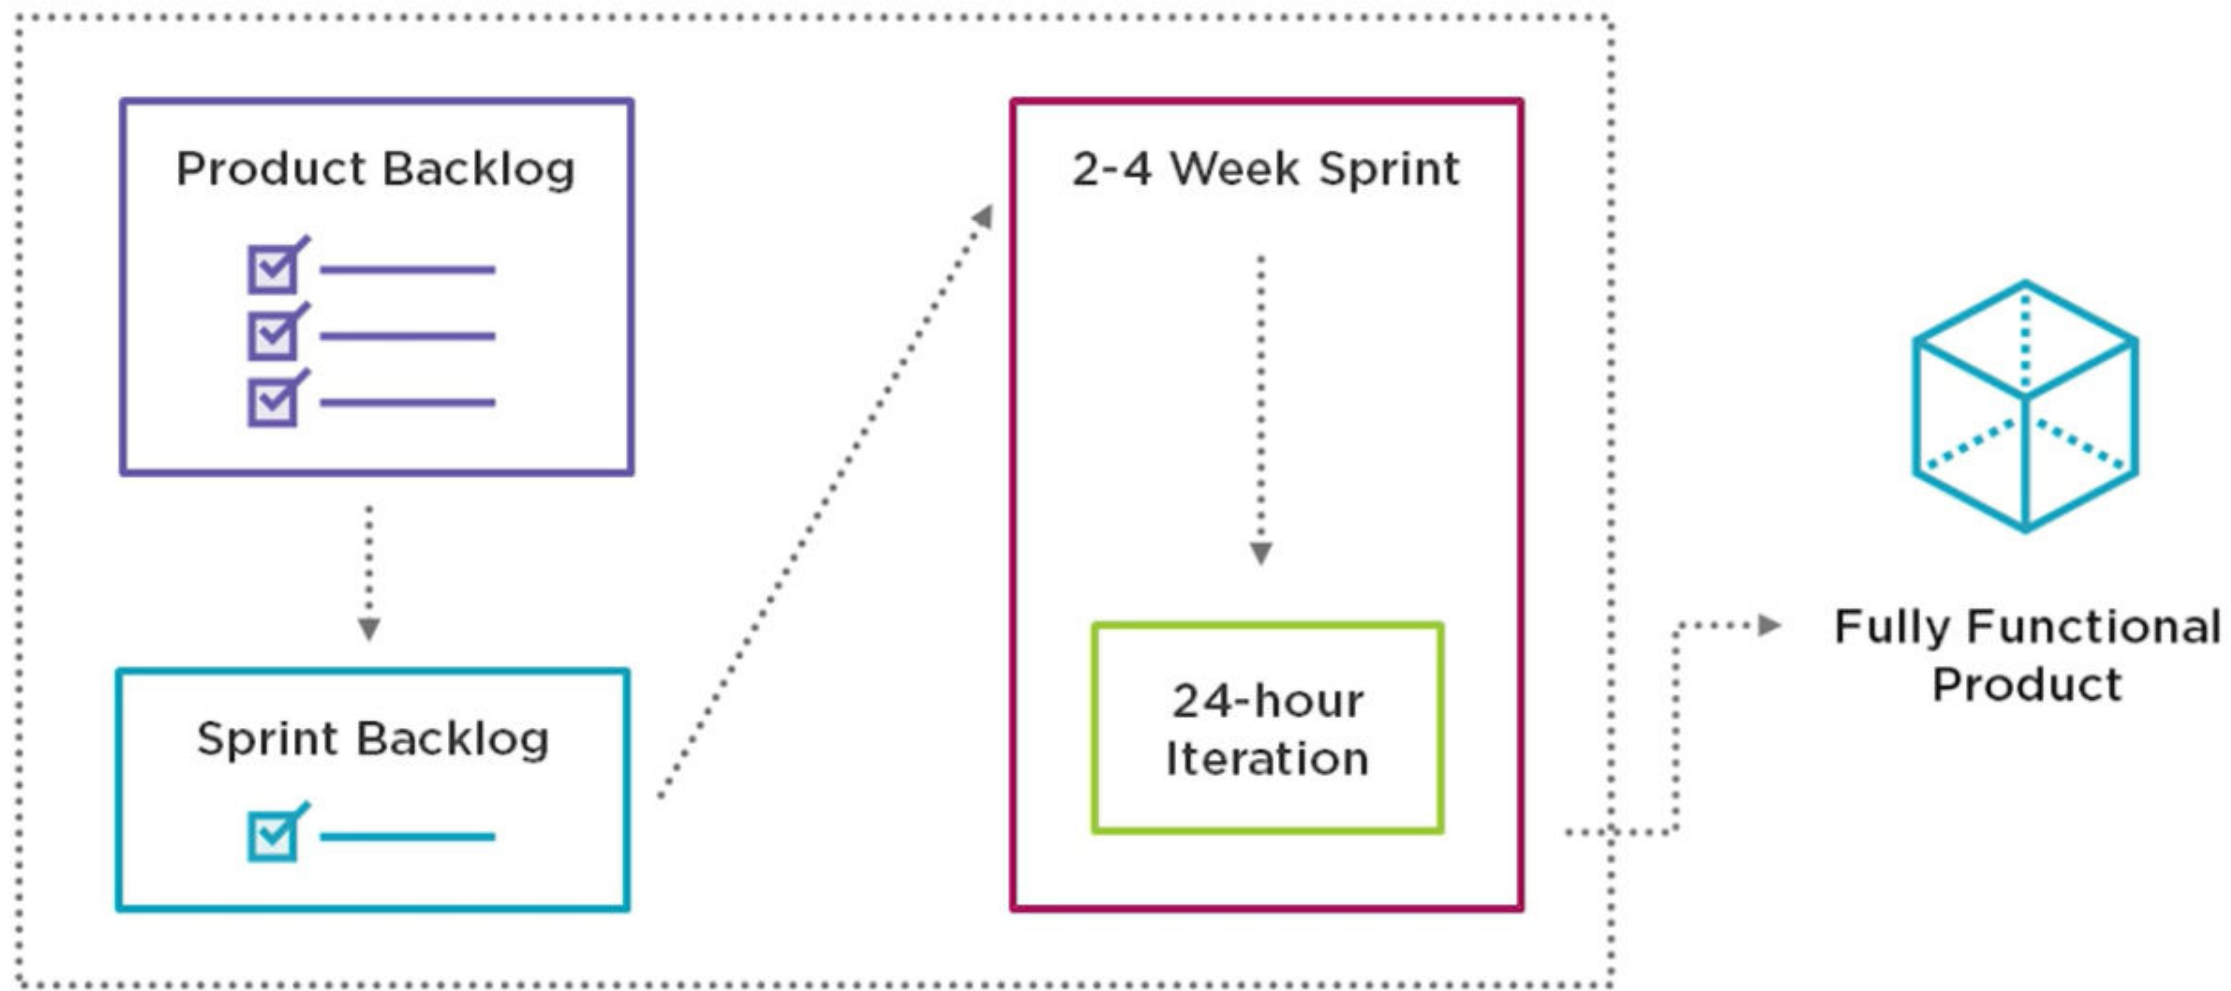 Product Backlog
Sprint Backlog
2-4 Week Sprint
24-hour
Iteration
Fully Functional
Product